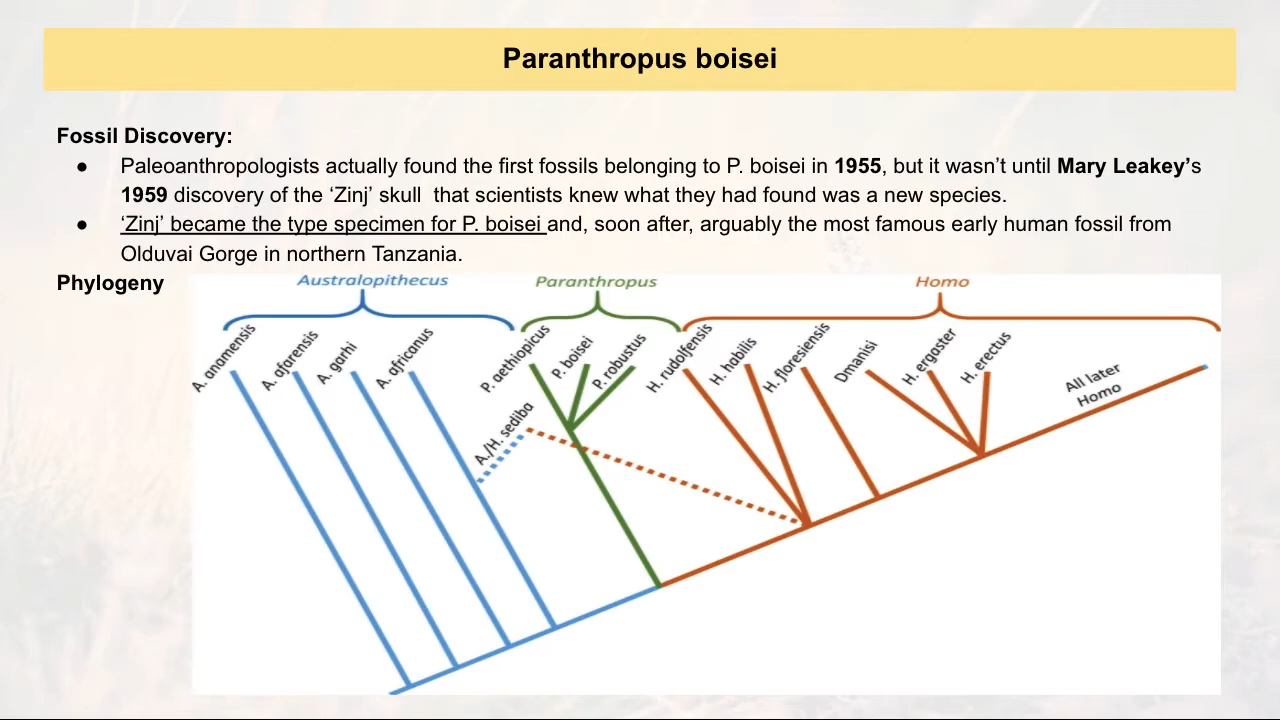 Paranthropus boisei
Fossil Discovery:
● Paleoanthropologists actually found the first fossils belonging to P. boisei in 1955, but it wasn’t until Mary Leakey’s
1959 discovery of the ‘Zinj’ skull  that scientists knew what they had found was a new species.
● ‘Zinj’ became the type specimen for P. boisei and, soon after, arguably the most famous early human fossil from
Olduvai Gorge in northern Tanzania.
Phylogeny
Australopithecus
Paranthropus
Homo
A. anamensis
A. afarensis
A. garhi
A. africanus
A./H. sediba
P. aethiopicus
P. boisei
P. robustus
H. rudolfensis
H. habilis
H. floresiensis
Dmanisi
H. ergaster
H. erectus
All later
Homo